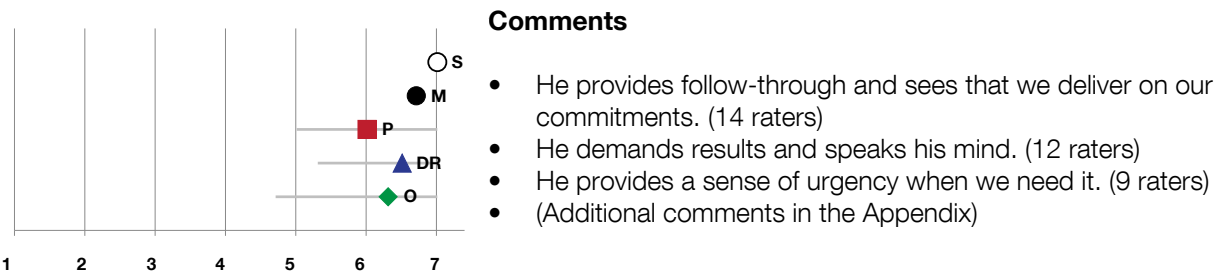 Comments
S
M
P
DR
O
1 2 3 4 5 6 7
• He provides follow-through and sees that we deliver on our
commitments. (14 raters)
• He demands results and speaks his mind. (12 raters)
• He provides a sense of urgency when we need it. (9 raters)
• (Additional comments in the Appendix)